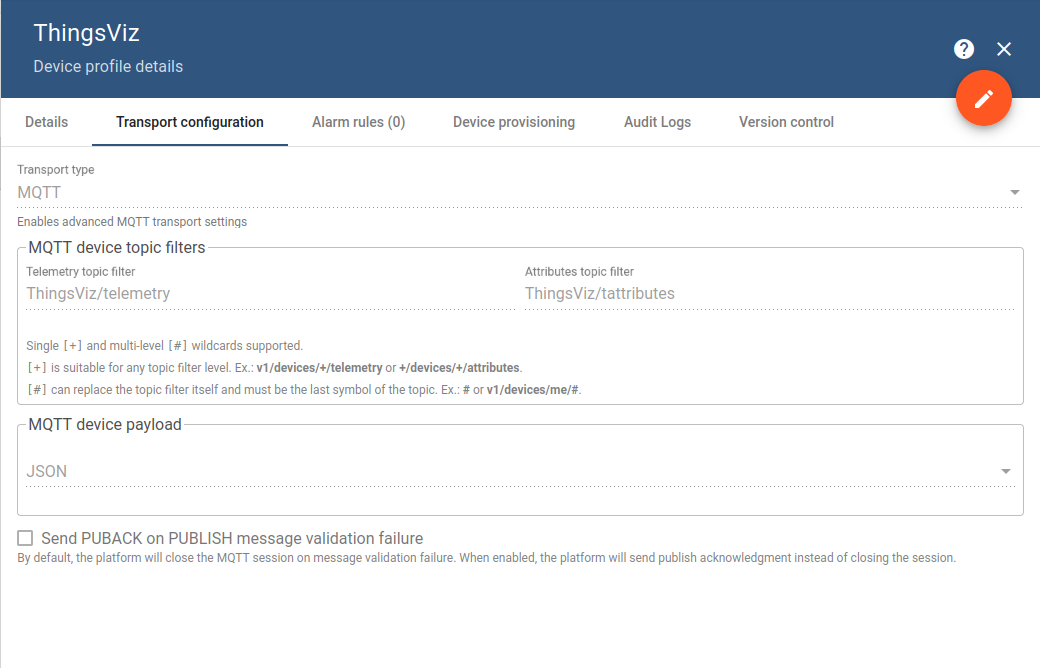 ThingsViz
Device profile details
?
Details Transport configuration Alarm rules (0) Device provisioning Audit Logs Version control
Transport type
MQTT
Enables advanced MQTT transport settings
MQTT device topic filters
Telemetry topic filter Attributes topic filter
ThingsViz/telemetry ThingsViz/tattributes
Single [+] and multi-level [#] wildcards supported.
[+] is suitable for any topic filter level. Ex.: v1/devices/+/telemetry or +/devices/+/attributes.
[#] can replace the topic filter itself and must be the last symbol of the topic. Ex.: # or v1/devices/me/#.
MQTT device payload
JSON
Send PUBACK on PUBLISH message validation failure
By default, the platform will close the MQTT session on message validation failure. When enabled, the platform will send publish acknowledgment instead of closing the session.